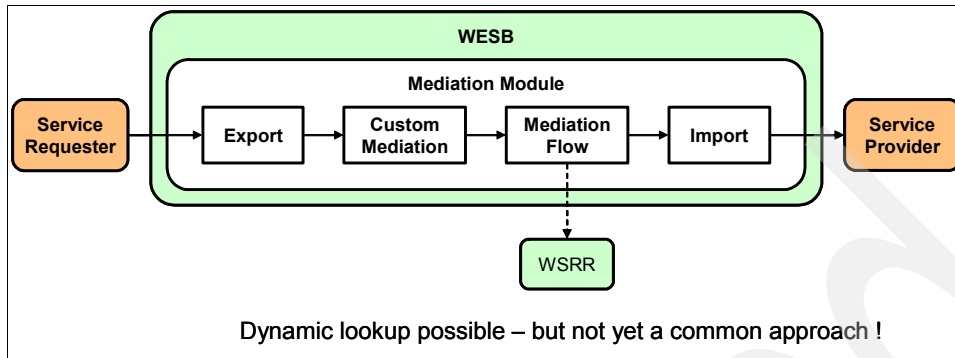 WESB
Mediation Module
Service
Requester
Export
Custom
Mediation
Mediation
Flow
Import
Service
Provider
WSRR
Dynamic lookup possible – but not yet a common approach !